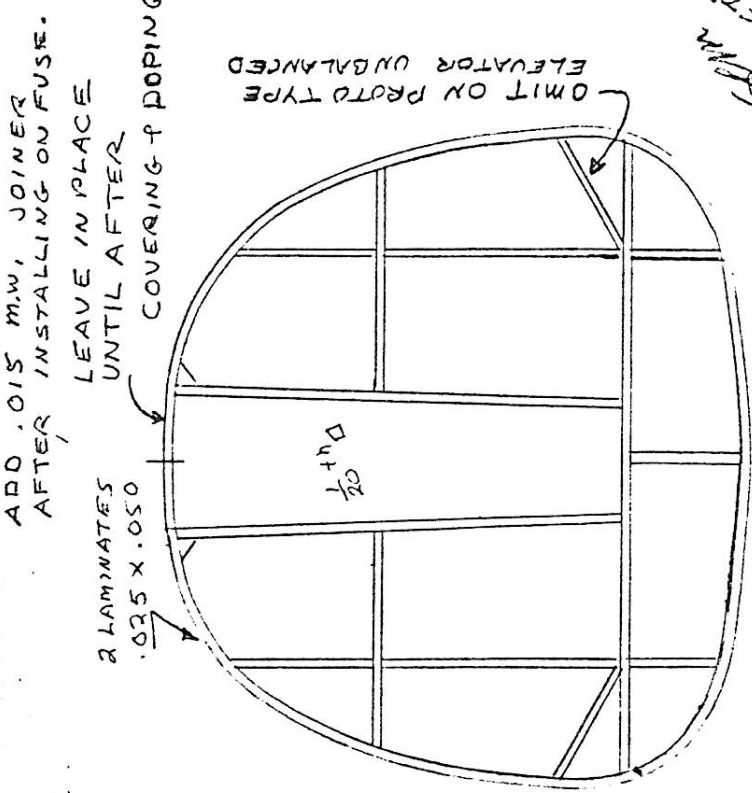 ADD .015 M.W. JOINER
AFTER INSTALLING ON FUSE.
LEAVE IN PLACE
UNTIL AFTER
COVERING & DOPING
2 LAMINATES
.025 X .050
1/20 th □
OMIT ON PROTOTYPE
ELEVATOR UNBALANCED